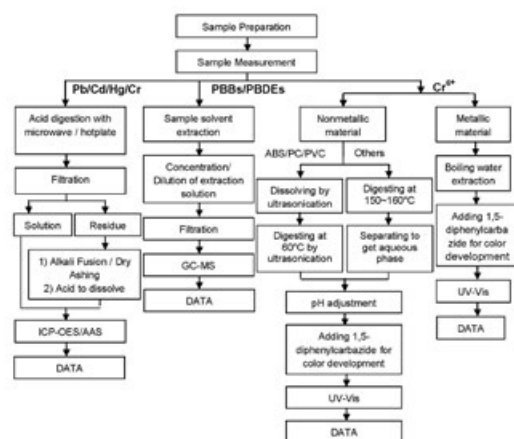 Sample Preparation
Sample Measurement
Pb/Cd/Hg/Cr
PBBs/PBDEs
Cr6+
Acid digestion with
microwave / hotplate
Filtration
Solution
Residue
1) Alkali Fusion / Dry
Ashing
2) Acid to dissolve
ICP-OES/AAS
DATA
Sample solvent
extraction
Concentration/
Dilution of extraction
solution
Filtration
GC-MS
DATA
Nonmetallic
material
ABS/PC/PVC
Others
Dissolving by
ultrasonication
Digesting at
60°C by
ultrasonication
Digesting at
150~160°C
Separating to
get aqueous
phase
pH adjustment
Adding 1,5-
diphenylcarbazide for
color development
UV-Vis
DATA
Metallic
material
Boiling water
extraction
Adding 1,5-
diphenylcarba
zide for color
development
UV-Vis
DATA